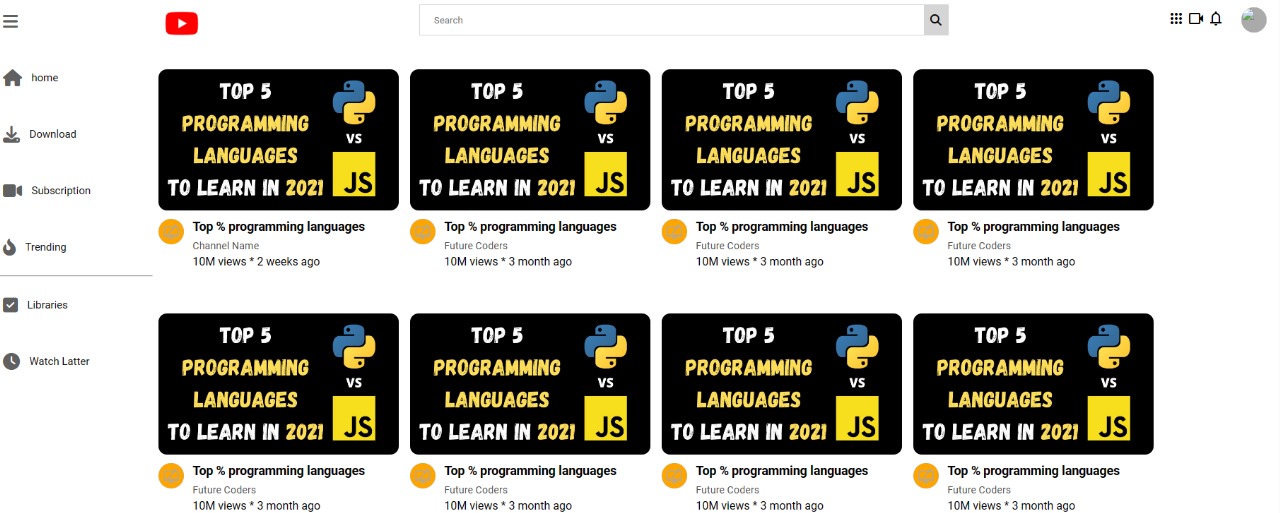 Search
home
Download
Subscription
Trending
Libraries
Watch Latter
TOP 5
PROGRAMMING
LANGUAGES
TO LEARN IN 2021
VS
JS
Top % programming languages
Channel Name
10M views * 2 weeks ago
TOP 5
PROGRAMMING
LANGUAGES
TO LEARN IN 2021
VS
JS
Top % programming languages
Future Coders
10M views * 3 month ago
TOP 5
PROGRAMMING
LANGUAGES
TO LEARN IN 2021
VS
JS
Top % programming languages
Future Coders
10M views * 3 month ago
TOP 5
PROGRAMMING
LANGUAGES
TO LEARN IN 2021
VS
JS
Top % programming languages
Future Coders
10M views * 3 month ago
TOP 5
PROGRAMMING
LANGUAGES
TO LEARN IN 2021
VS
JS
Top % programming languages
Future Coders
10M views * 3 month ago
TOP 5
PROGRAMMING
LANGUAGES
TO LEARN IN 2021
VS
JS
Top % programming languages
Future Coders
10M views * 3 month ago
TOP 5
PROGRAMMING
LANGUAGES
TO LEARN IN 2021
VS
JS
Top % programming languages
Future Coders
10M views * 3 month ago
TOP 5
PROGRAMMING
LANGUAGES
TO LEARN IN 2021
VS
JS
Top % programming languages
Future Coders
10M views * 3 month ago